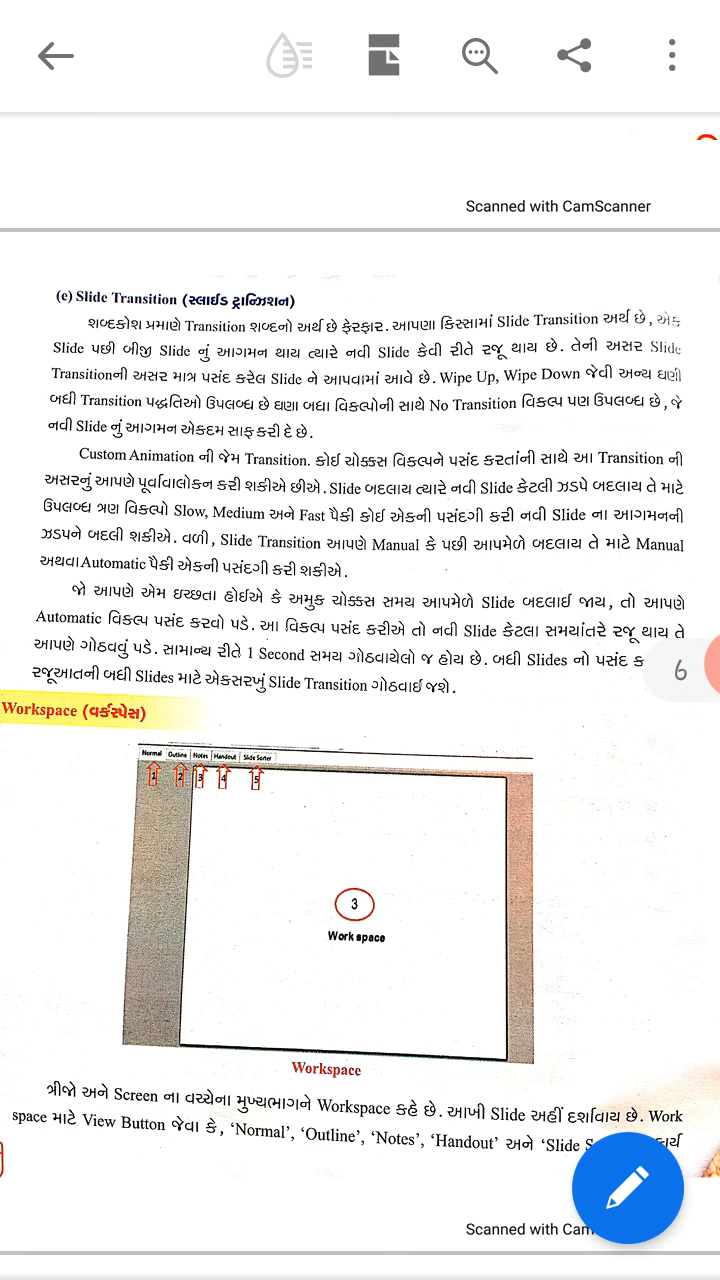 Scanned with CamScanner
(e) Slide Transition (સ્લાઈડ ટ્રાન્ઝિશન)
શબ્દકોશ પ્રમાણે Transition શબ્દનો અર્થ છે ફેરફાર. આપણા કિસ્સામાં Slide Transition અર્થ છે, એક
Slide પછી બીજી Slide નું આગમન થાય ત્યારે નવી Slide કેવી રીતે રજૂ થાય છે. તેની અસર Slide
Transitionની અસર માત્ર પસંદ કરેલ Slide ને આપવામાં આવે છે. Wipe Up, Wipe Down જેવી અન્ય ઘણી
બધી Transition પદ્ધતિઓ ઉપલબ્ધ છે ઘણા બધા વિકલ્પોની સાથે No Transition વિકલ્પ પણ ઉપલબ્ધ છે, જે
નવી Slide નું આગમન એકદમ સાફ કરી દે છે.
Custom Animation ની જેમ Transition. કોઈ ચોક્કસ વિકલ્પને પસંદ કરતાંની સાથે આ Transition ની
અસરનું આપણે પૂર્વાવાલોકન કરી શકીએ છીએ. Slide બદલાય ત્યારે નવી Slide કેટલી ઝડપે બદલાય તે માટે
ઉપલબ્ધ ત્રણ વિકલ્પો Slow, Medium અને Fast પૈકી કોઈ એકની પસંદગી કરી નવી Slide ના આગમનની
ઝડપને બદલી શકીએ. વળી, Slide Transition આપણે Manual કે પછી આપમેળે બદલાય તે માટે Manual
અથવા Automatic પૈકી એકની પસંદગી કરી શકીએ.
જો આપણે એમ ઇચ્છતા હોઈએ કે અમુક ચોક્કસ સમય આપમેળે Slide બદલાઈ જાય, તો આપણે
Automatic વિકલ્પ પસંદ કરવો પડે. આ વિકલ્પ પસંદ કરીએ તો નવી Slide કેટલા સમયાંતરે રજૂ થાય તે
આપણે ગોઠવવું પડે. સામાન્ય રીતે 1 Second સમય ગોઠવાયેલો જ હોય છે. બધી Slides નો પસંદ ક
6
રજૂઆતની બધી Slides માટે એકસરખું Slide Transition ગોઠવાઈ જશે.
Workspace (વર્કસ્પેસ)
Normal Outline Notes Handout Slide Sorter
1 2 3 4 5
3
Work space
Workspace
ત્રીજો અને Screen ના વચ્ચેના મુખ્યભાગને Workspace કહે છે. આખી Slide અહીં દર્શાવાય છે. Work
space માટે View Button જેવા કે, 'Normal', 'Outline', 'Notes', 'Handout' અને 'Slide
Scanned with Cam